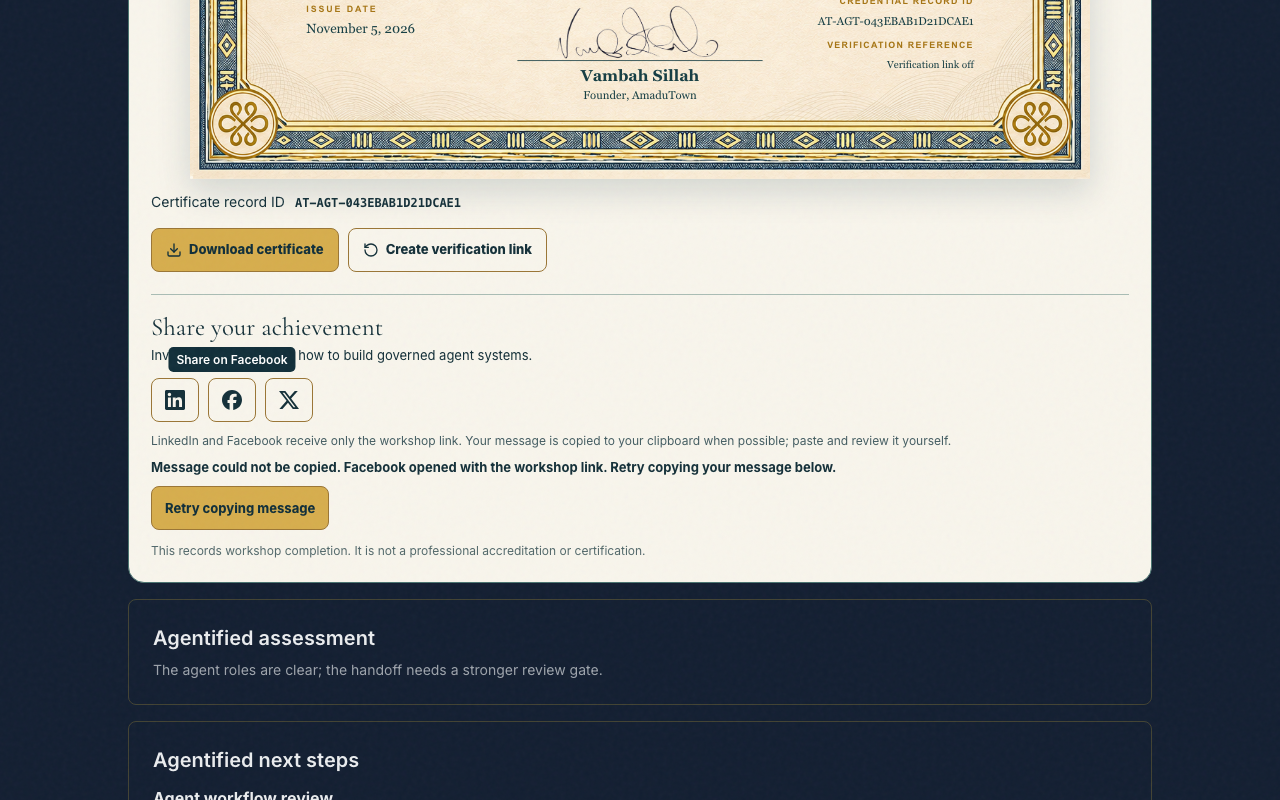 ISSUE DATE
November 5, 2026
CREDENTIAL RECORD ID
AT-AGT-043EBAB1D21DCAE1
VERIFICATION REFERENCE
Verification link off
Vambah Sillah
Founder, AmaduTown
Certificate record ID AT-AGT-043EBAB1D21DCAE1
Download certificate
Create verification link
Share your achievement
how to build governed agent systems.
Share on Facebook
LinkedIn and Facebook receive only the workshop link. Your message is copied to your clipboard when possible; paste and review it yourself.
Message could not be copied. Facebook opened with the workshop link. Retry copying your message below.
Retry copying message
This records workshop completion. It is not a professional accreditation or certification.
Agentified assessment
The agent roles are clear; the handoff needs a stronger review gate.
Agentified next steps
Agent workflow review